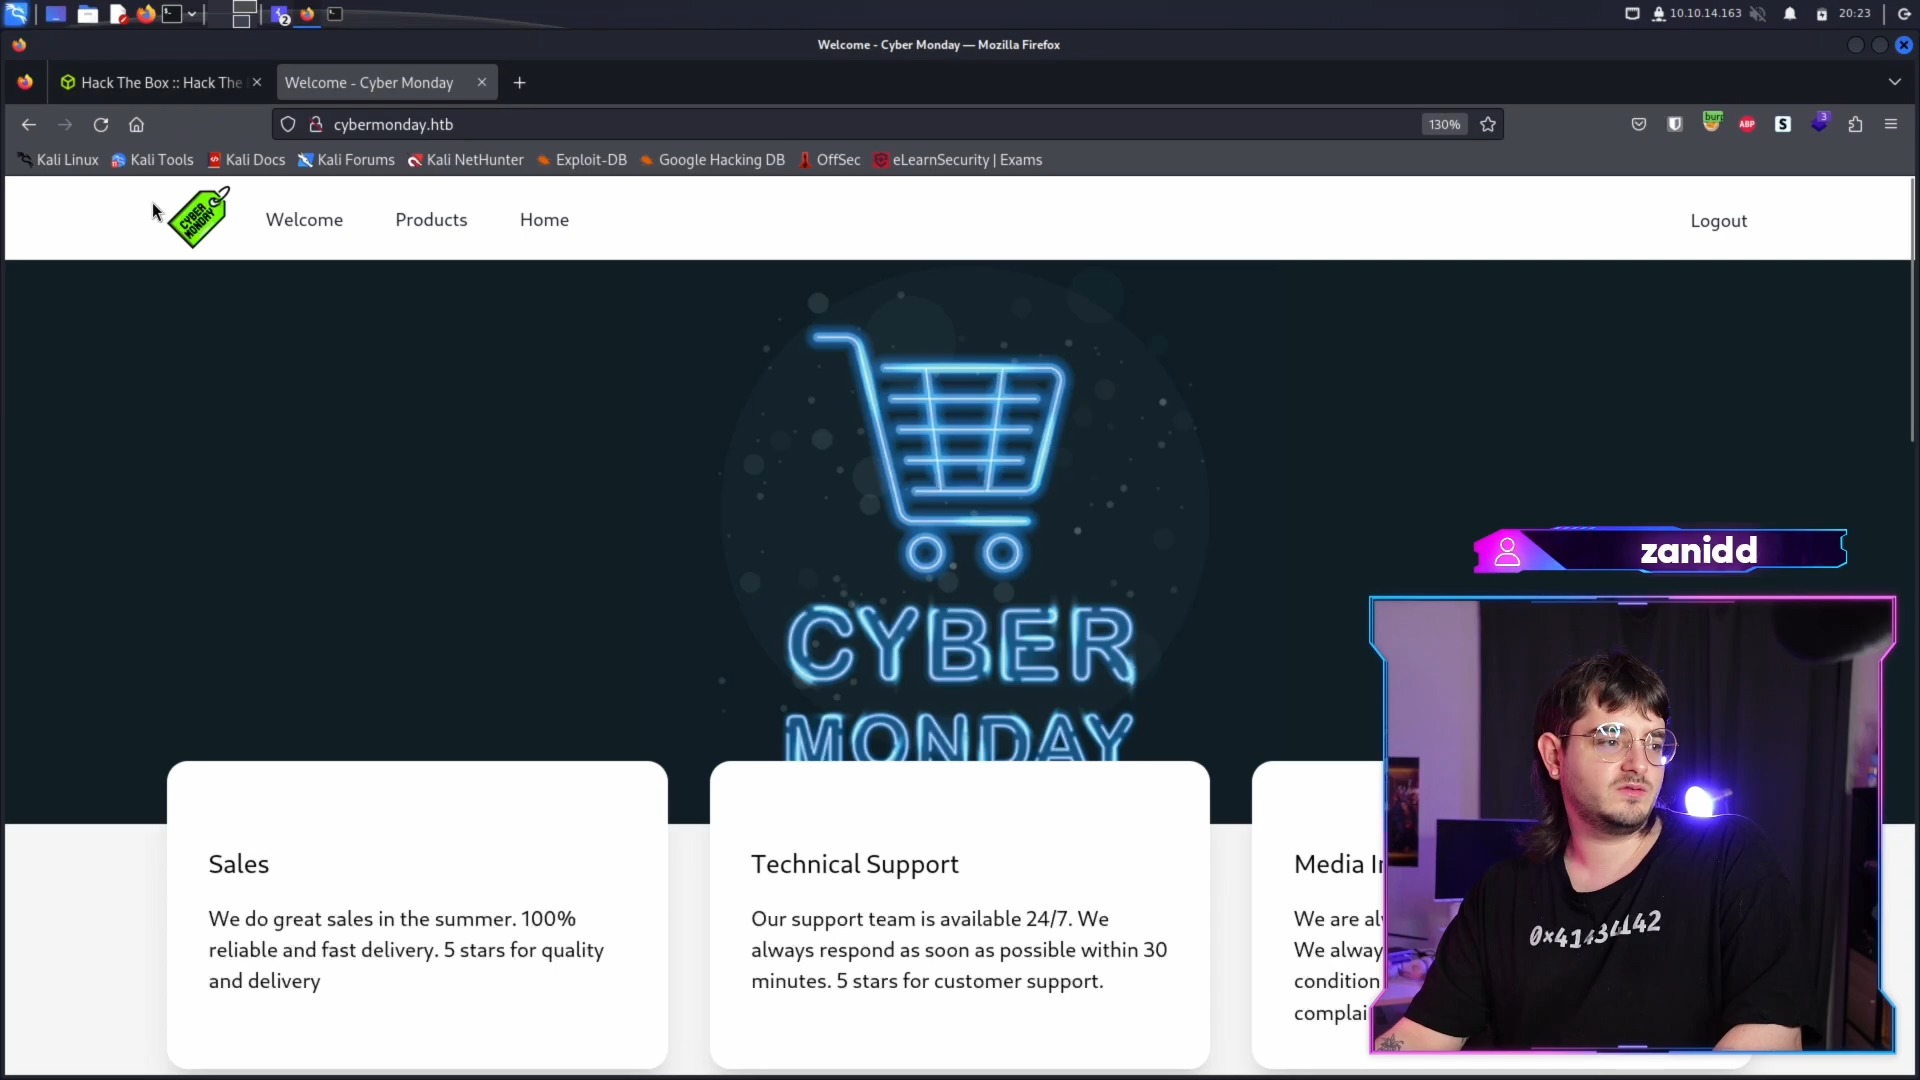 10.10.14.163
20:23
2
Welcome - Cyber Monday — Mozilla Firefox
Hack The Box :: Hack The
Welcome - Cyber Monday
cybermonday.htb
130%
burp
ABP
S
3
Kali Linux
Kali Tools
Kali Docs
Kali Forums
Kali NetHunter
Exploit-DB
Google Hacking DB
OffSec
eLearnSecurity | Exams
CYBER
MONDAY
Welcome
Products
Home
Logout
CYBER
MONDAY
zanidd
0x41434142
Sales
We do great sales in the summer. 100%
reliable and fast delivery. 5 stars for quality
and delivery
Technical Support
Our support team is available 24/7. We
always respond as soon as possible within 30
minutes. 5 stars for customer support.
Media
We are
We alway
condition
complai